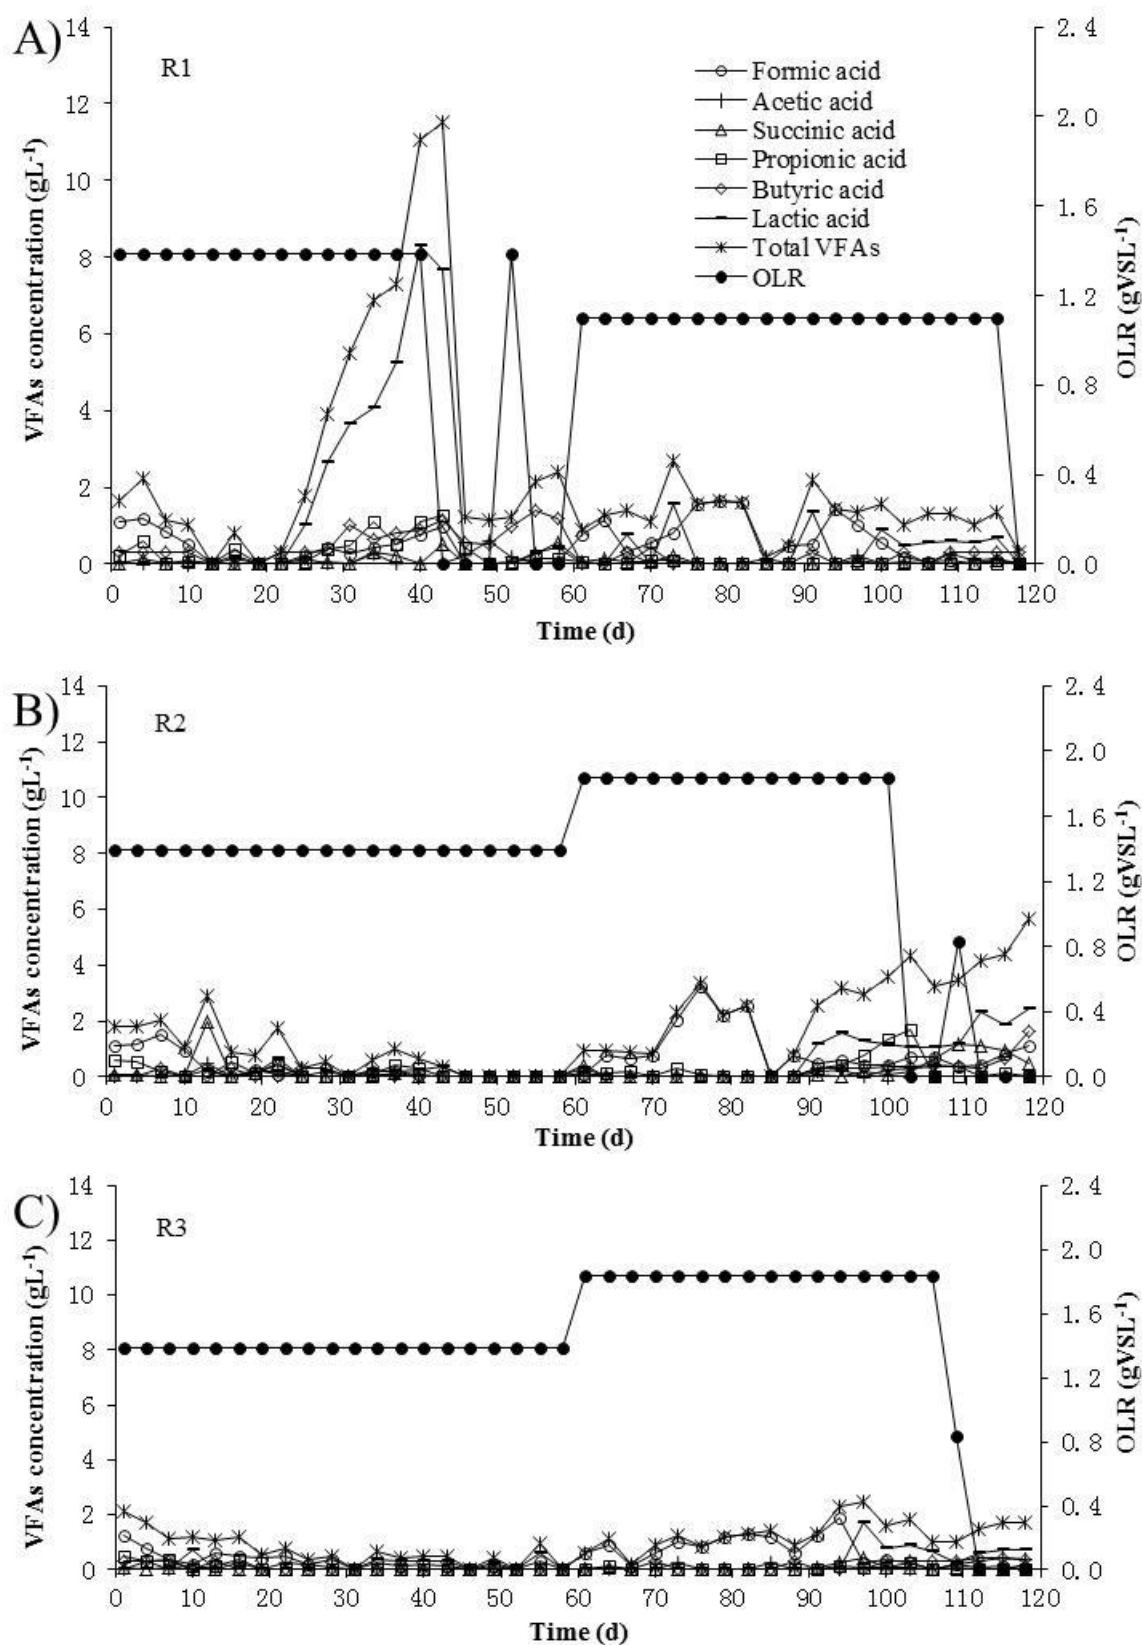 A)
R1
14
12
10
8
6
4
2
0
VFAs concentration (gL⁻¹)
2.4
2.0
1.6
1.2
0.8
0.4
0.0
OLR (gVSL⁻¹)
Formic acid
Acetic acid
Succinic acid
Propionic acid
Butyric acid
Lactic acid
Total VFAs
OLR
0 10 20 30 40 50 60 70 80 90 100 110 120
Time (d)
B)
R2
14
12
10
8
6
4
2
0
VFAs concentration (gL⁻¹)
2.4
2.0
1.6
1.2
0.8
0.4
0.0
OLR (gVSL⁻¹)
0 10 20 30 40 50 60 70 80 90 100 110 120
Time (d)
C)
R3
14
12
10
8
6
4
2
0
VFAs concentration (gL⁻¹)
2.4
2.0
1.6
1.2
0.8
0.4
0.0
OLR (gVSL⁻¹)
0 10 20 30 40 50 60 70 80 90 100 110 120
Time (d)